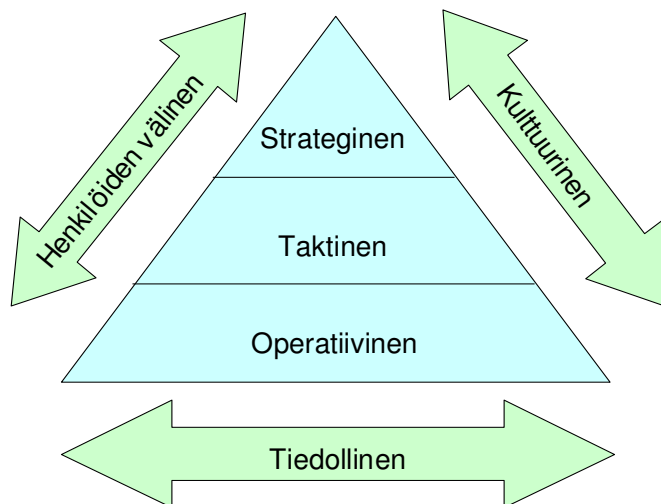 Henkilöiden välinen
Kulttuurinen
Strateginen
Taktinen
Operatiivinen
Tiedollinen